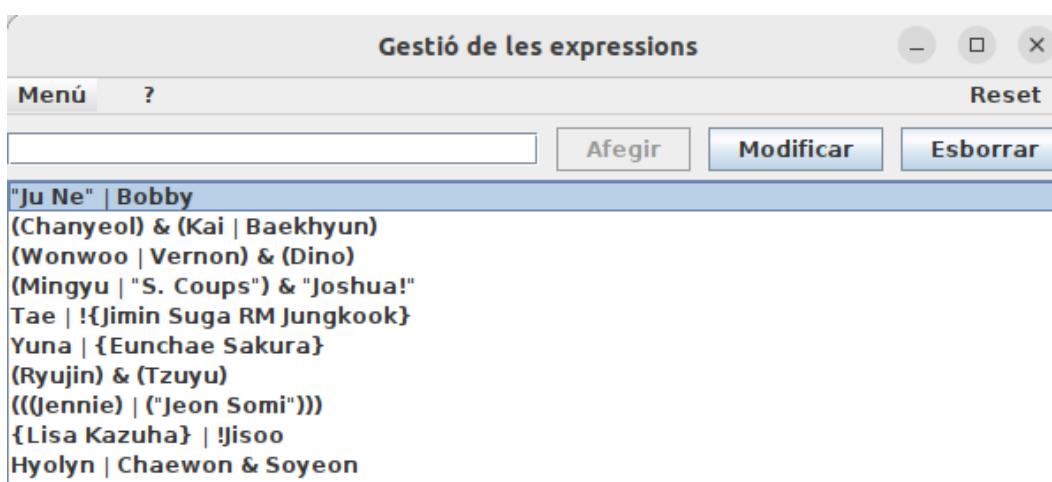 Gestió de les expressions
Menú ? Reset
Afegir Modificar Esborrar
"Ju Ne" | Bobby
(Chanyeol) & (Kai | Baekhyun)
(Wonwoo | Vernon) & (Dino)
(Mingyu | "S. Coups") & "Joshua!"
Tae | !{Jimin Suga RM Jungkook}
Yuna | {Eunchae Sakura}
(Ryujin) & (Tzuyu)
(((Jennie) | ("Jeon Somi")))
{Lisa Kazuha} | !Jisoo
Hyolyn | Chaewon & Soyeon